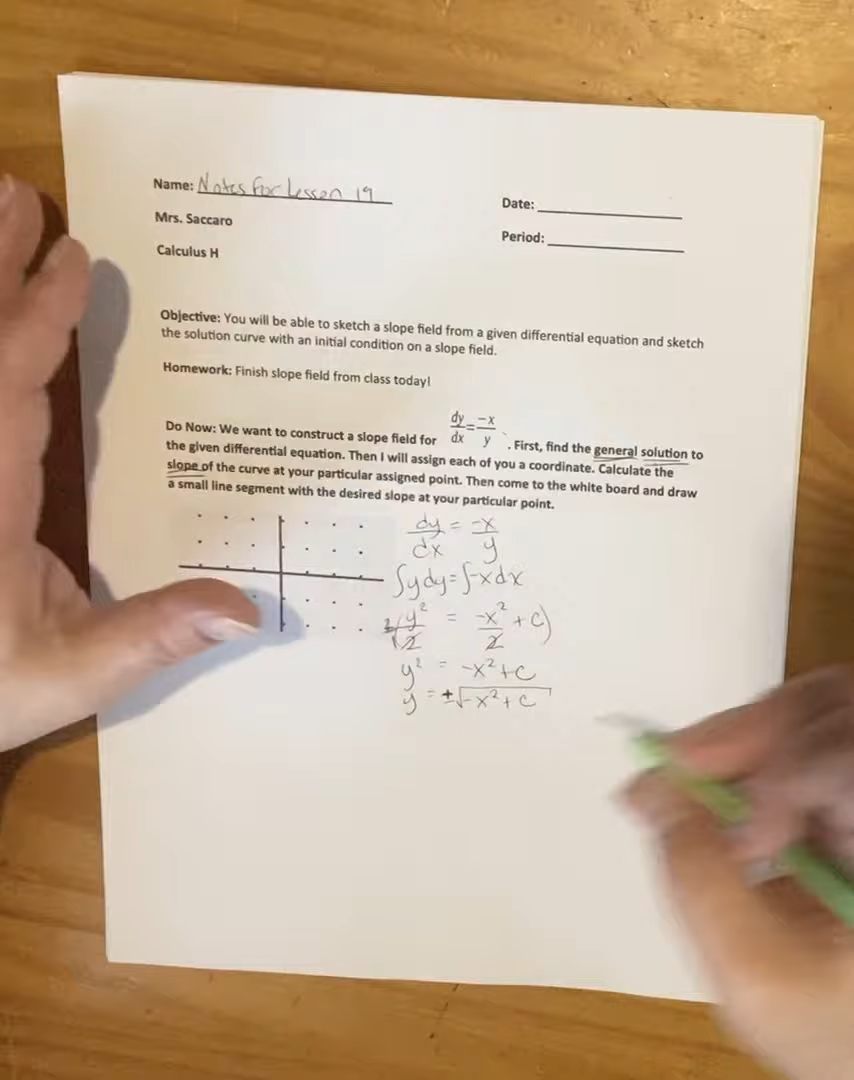 Name: Notes for Lesson 19
Date:
Mrs. Saccaro
Period:
Calculus H
Objective: You will be able to sketch a slope field from a given differential equation and sketch
the solution curve with an initial condition on a slope field.
Homework: Finish slope field from class today!
Do Now: We want to construct a slope field for dy/dx = -x/y . First, find the general solution to
the given differential equation. Then I will assign each of you a coordinate. Calculate the
slope of the curve at your particular assigned point. Then come to the white board and draw
a small line segment with the desired slope at your particular point.
dy/dx = -x/y
∫y dy = ∫-x dx
2(y²/2 = -x²/2 + C)
y² = -x² + C
y = ±√-x² + C